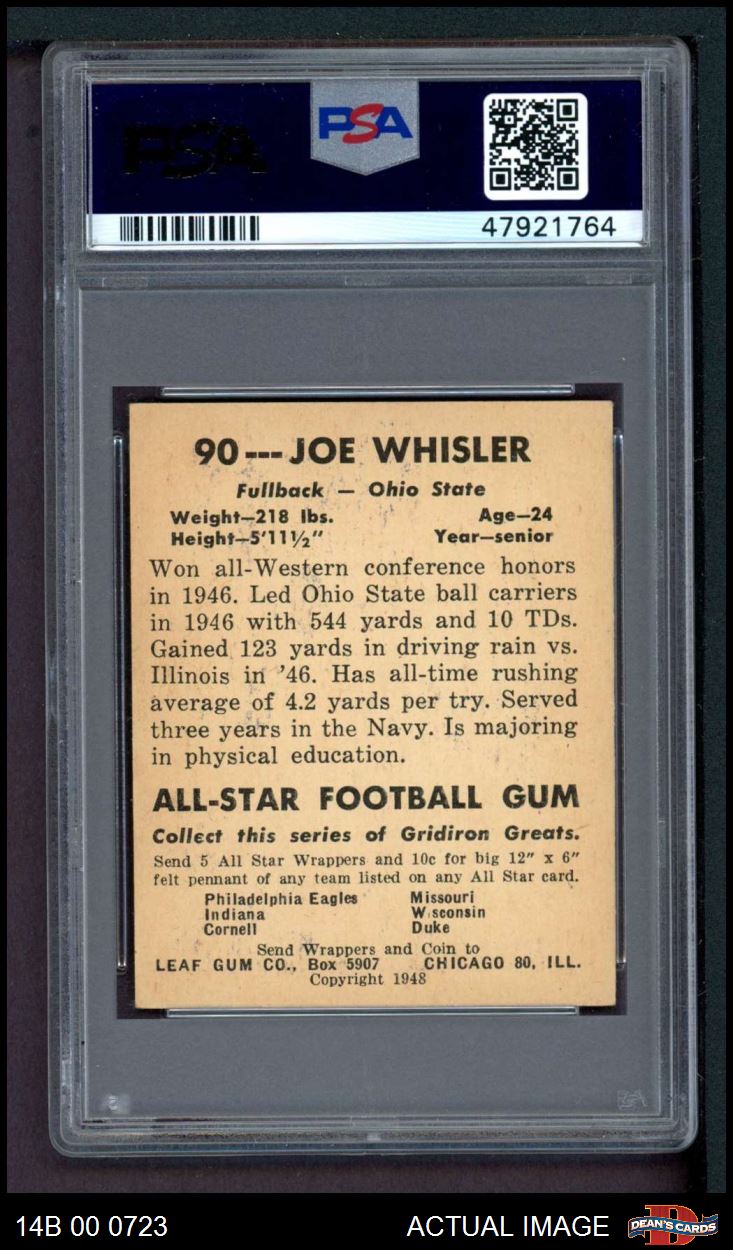 PSA
PSA
47921764
90---JOE WHISLER
Fullback — Ohio State
Weight—218 lbs. Age—24
Height—5'11½" Year—senior
Won all-Western conference honors
in 1946. Led Ohio State ball carriers
in 1946 with 544 yards and 10 TDs.
Gained 123 yards in driving rain vs.
Illinois in '46. Has all-time rushing
average of 4.2 yards per try. Served
three years in the Navy. Is majoring
in physical education.
ALL-STAR FOOTBALL GUM
Collect this series of Gridiron Greats.
Send 5 All Star Wrappers and 10c for big 12" x 6"
felt pennant of any team listed on any All Star card.
Philadelphia Eagles Missouri
Indiana Wisconsin
Cornell Duke
Send Wrappers and Coin to
LEAF GUM CO., Box 5907 CHICAGO 80, ILL.
Copyright 1948
14B 00 0723 ACTUAL IMAGE DEAN'S CARDS